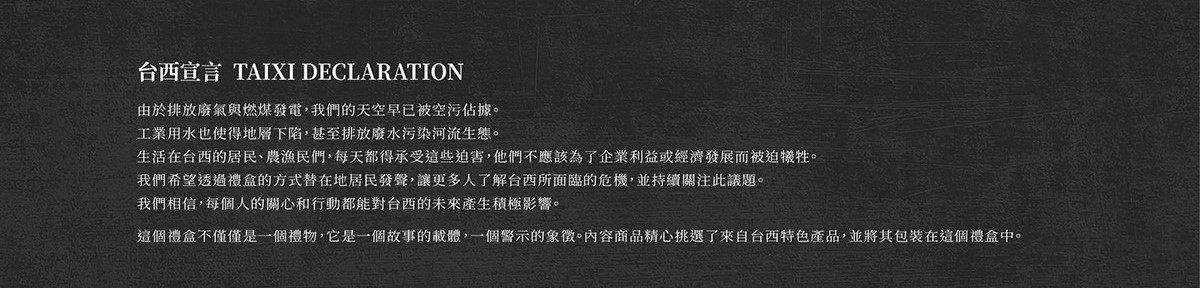 台西宣言 TAIXI DECLARATION
由於排放廢氣與燃煤發電，我們的天空早已被空污佔據。
工業用水也使得地層下陷，甚至排放廢水污染河流生態。
生活在台西的居民、農漁民們，每天都得承受這些迫害，他們不應該為了企業利益或經濟發展而被迫犧牲。
我們希望透過禮盒的方式替在地居民發聲，讓更多人了解台西所面臨的危機，並持續關注此議題。
我們相信，每個人的關心和行動都能對台西的未來產生積極影響。
這個禮盒不僅僅是一個禮物，它是一個故事的載體，一個警示的象徵。內容商品精心挑選了來自台西特色產品，並將其包裝在這個禮盒中。